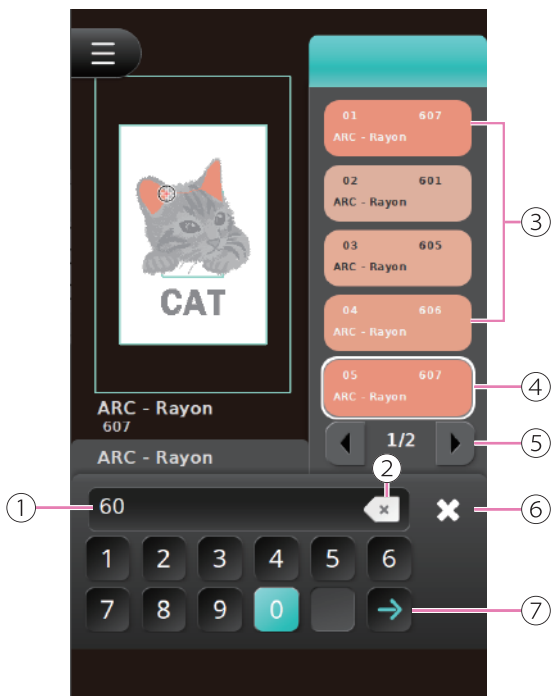 01 607
ARC - Rayon
02 601
ARC - Rayon
03 605
ARC - Rayon
04 606
ARC - Rayon
05 607
ARC - Rayon
CAT
ARC - Rayon
607
ARC - Rayon
1/2
60
1 2 3 4 5 6
7 8 9 0
①
②
③
④
⑤
⑥
⑦